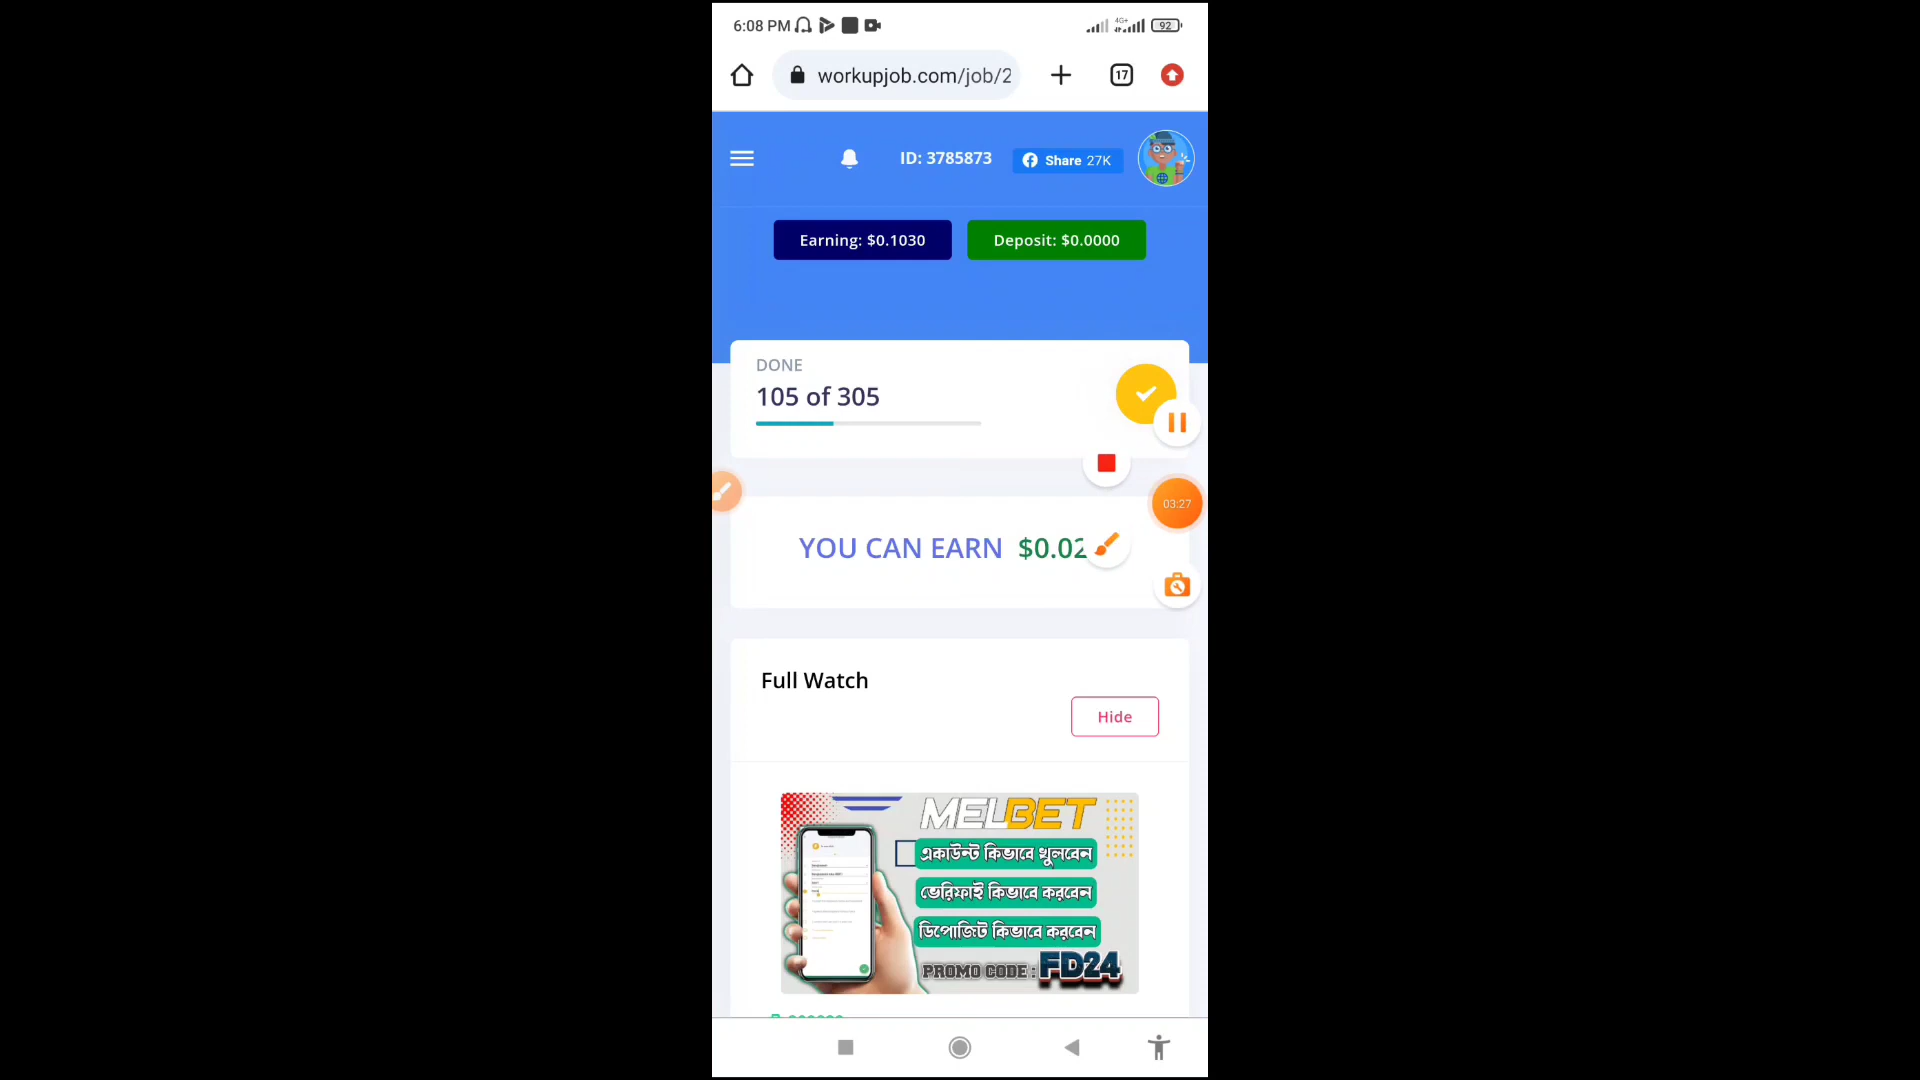 6:08 PM
4G+
92
workupjob.com/job/2
17
ID: 3785873
Share 27K
Earning: $0.1030
Deposit: $0.0000
DONE
105 of 305
03:27
YOU CAN EARN $0.02
Full Watch
Hide
MELBET
একাউন্ট কিভাবে খুলবেন
ভেরিফাই কিভাবে করবেন
ডিপোজিট কিভাবে করবেন
PROMO CODE : FD24